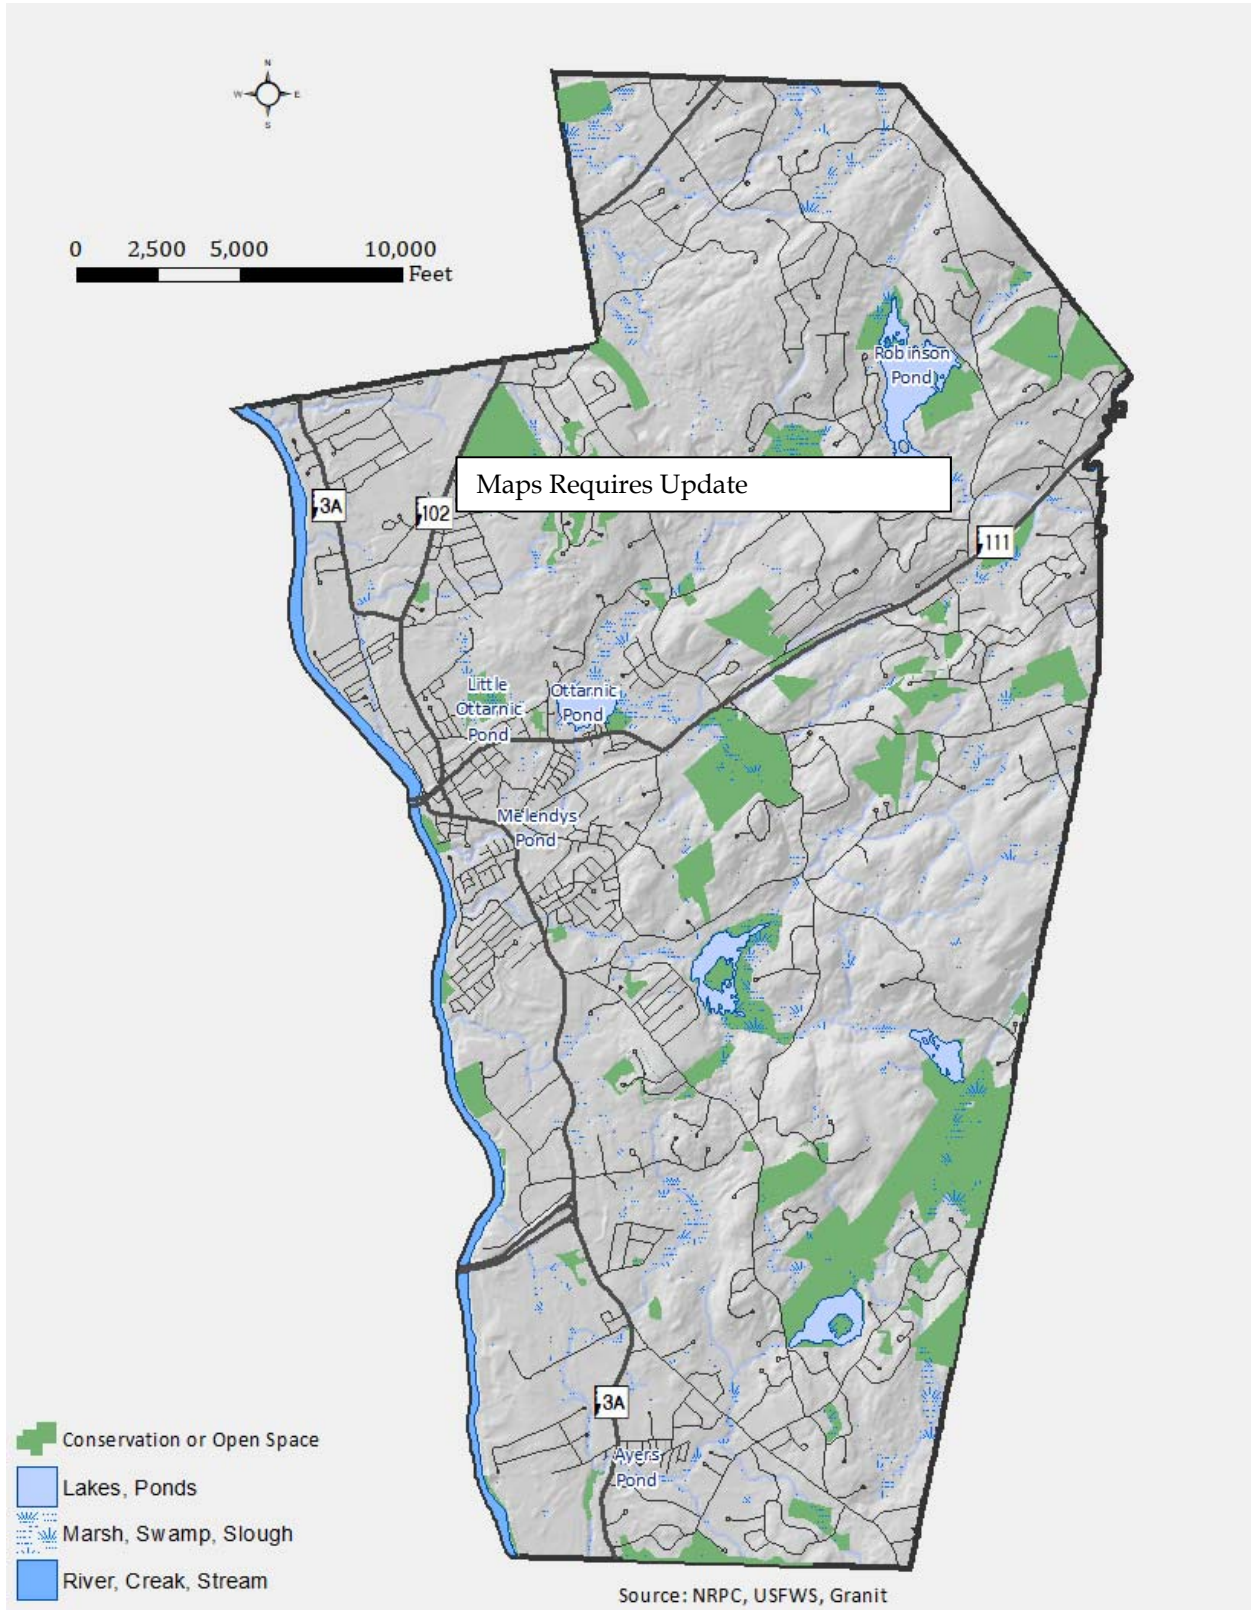 N
W E
S
0 2,500 5,000 10,000
Feet
Robinson
Pond
Maps Requires Update
3A
102
111
Little
Ottarnic
Pond
Ottarnic
Pond
Melendys
Pond
3A
Ayers
Pond
Conservation or Open Space
Lakes, Ponds
Marsh, Swamp, Slough
River, Creak, Stream
Source: NRPC, USFWS, Granit